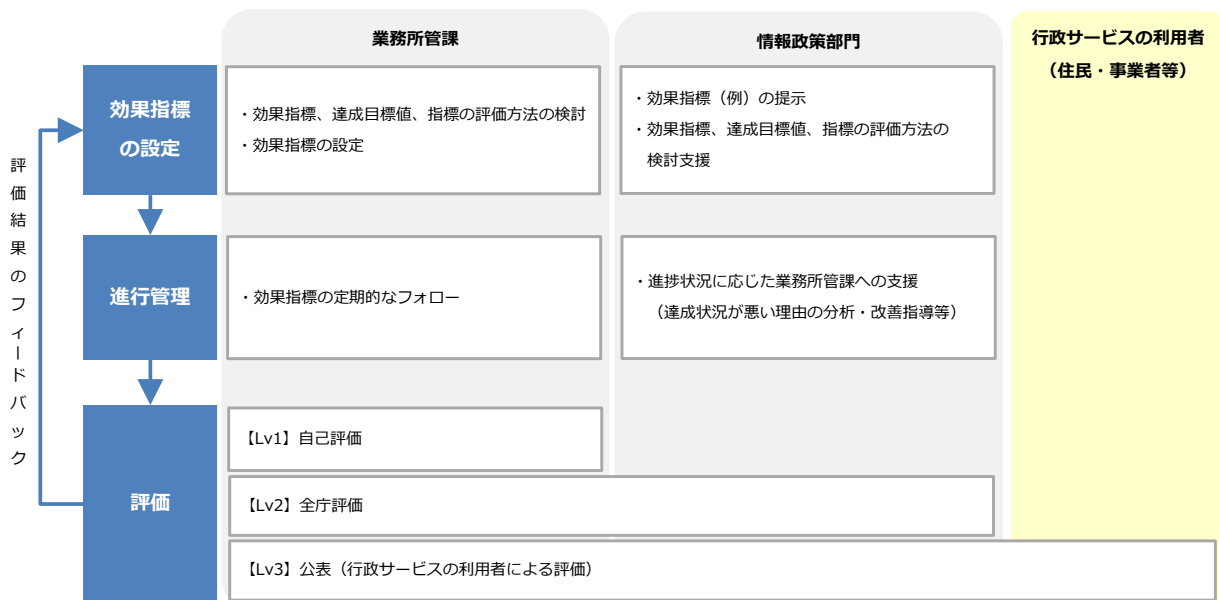 業務所管課
情報政策部門
行政サービスの利用者
（住民・事業者等）
効果指標
の設定
・効果指標、達成目標値、指標の評価方法の検討
・効果指標の設定
・効果指標（例）の提示
・効果指標、達成目標値、指標の評価方法の
検討支援
評価結果のフィードバック
進行管理
・効果指標の定期的なフォロー
・進捗状況に応じた業務所管課への支援
（達成状況が悪い理由の分析・改善指導等）
評価
【Lv1】自己評価
【Lv2】全庁評価
【Lv3】公表（行政サービスの利用者による評価）